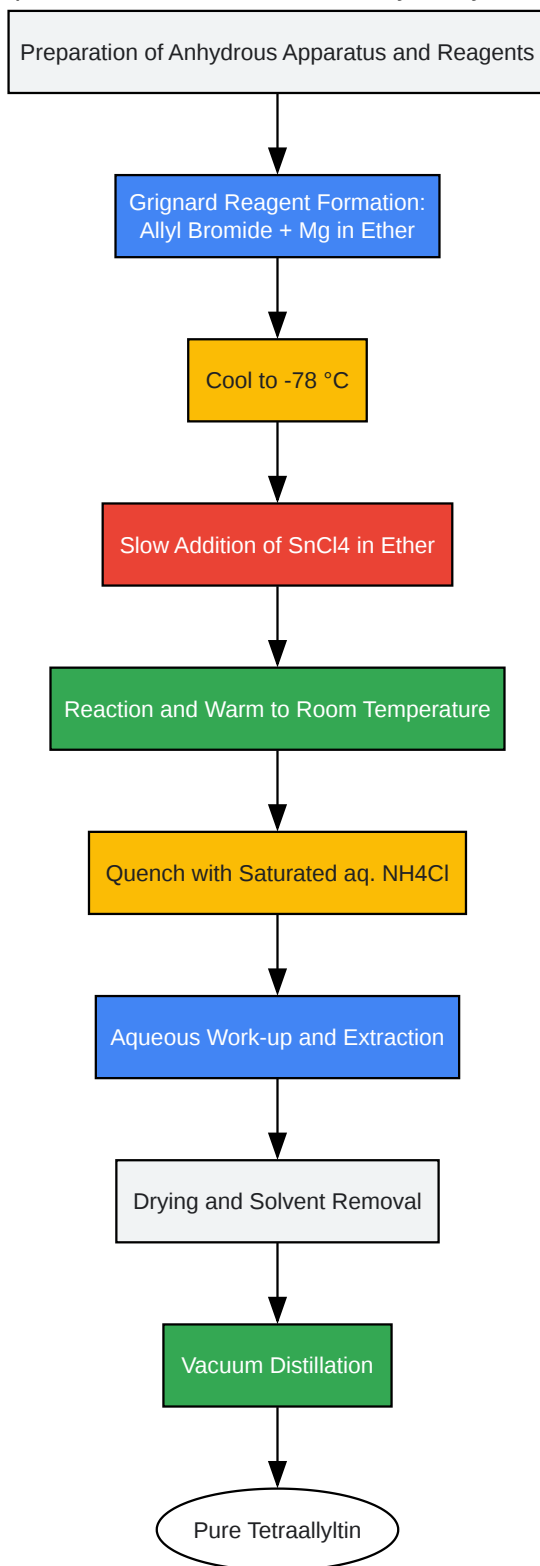 Preparation of Anhydrous Apparatus and Reagents
Grignard Reagent Formation:
Allyl Bromide + Mg in Ether
Cool to -78 °C
Slow Addition of SnCl4 in Ether
Reaction and Warm to Room Temperature
Quench with Saturated aq. NH4Cl
Aqueous Work-up and Extraction
Drying and Solvent Removal
Vacuum Distillation
Pure Tetraallyltin